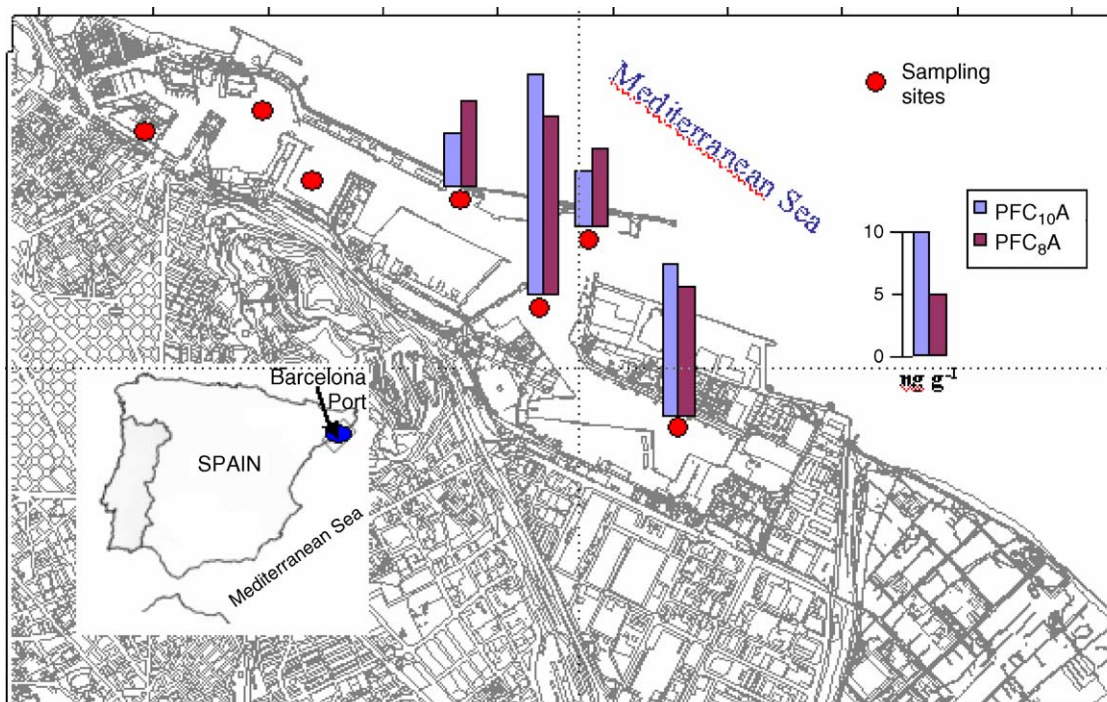 Mediterranean Sea
Sampling
sites
PFC₁₀A
PFC₈A
10
5
0
ng g⁻¹
Barcelona
Port
SPAIN
Mediterranean Sea